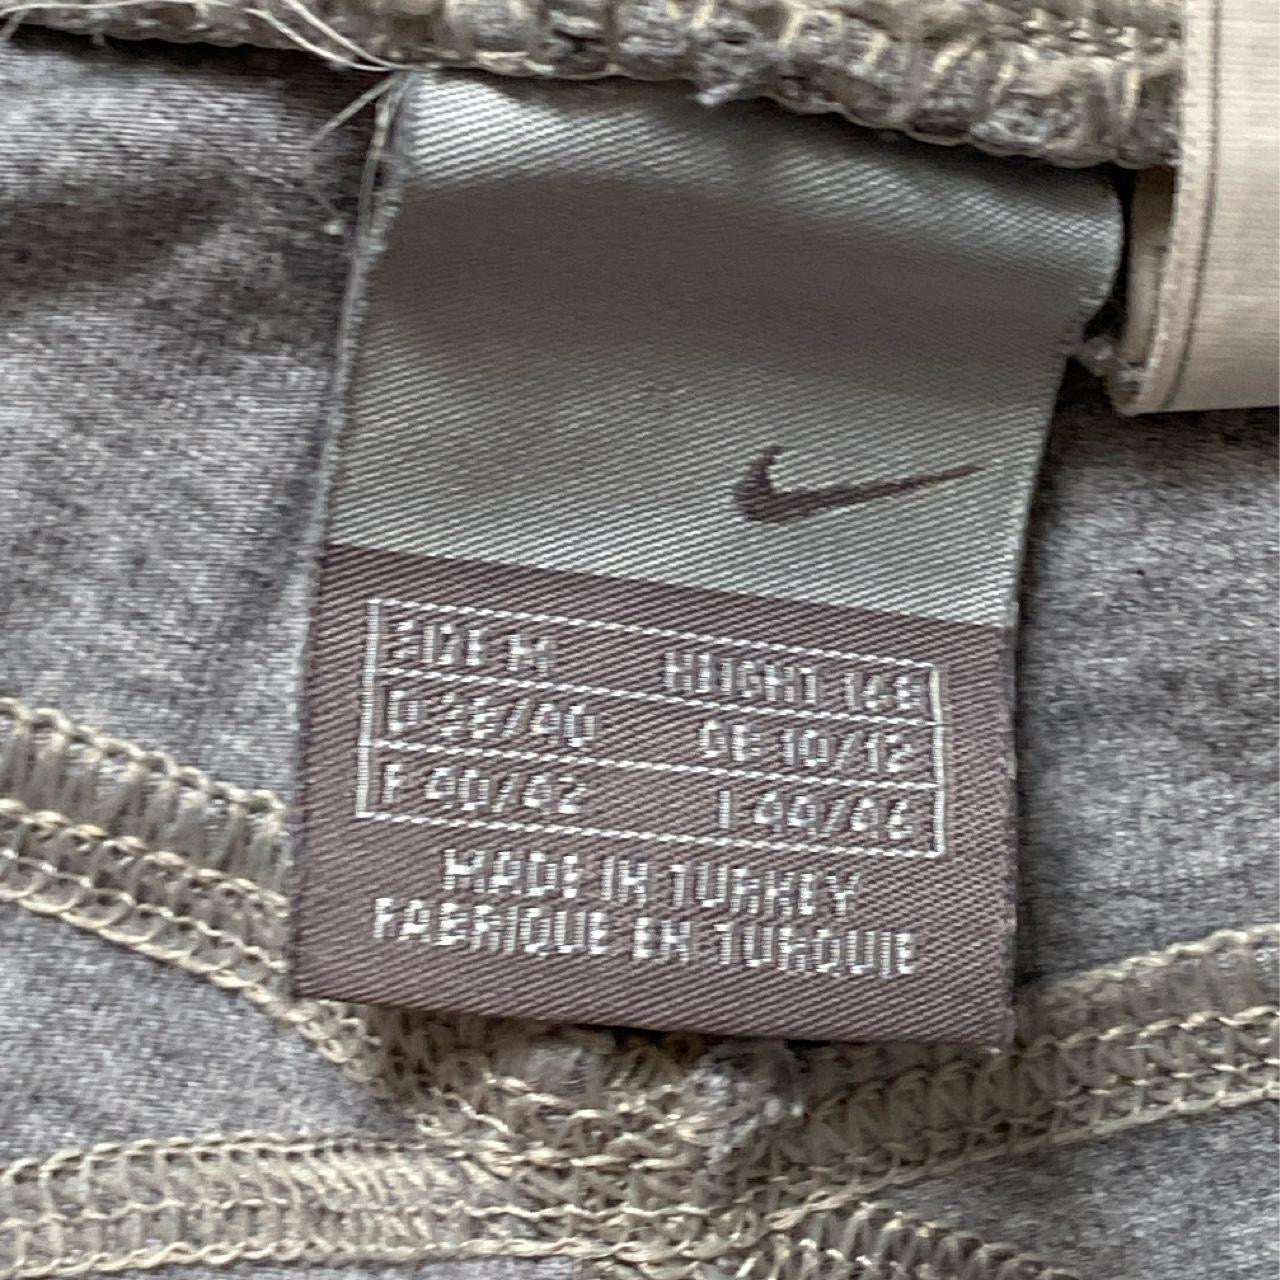 SIZE M HEIGHT 168
D 38/40 GB 10/12
F 40/42 I 44/46
MADE IN TURKEY
FABRIQUE EN TURQUIE